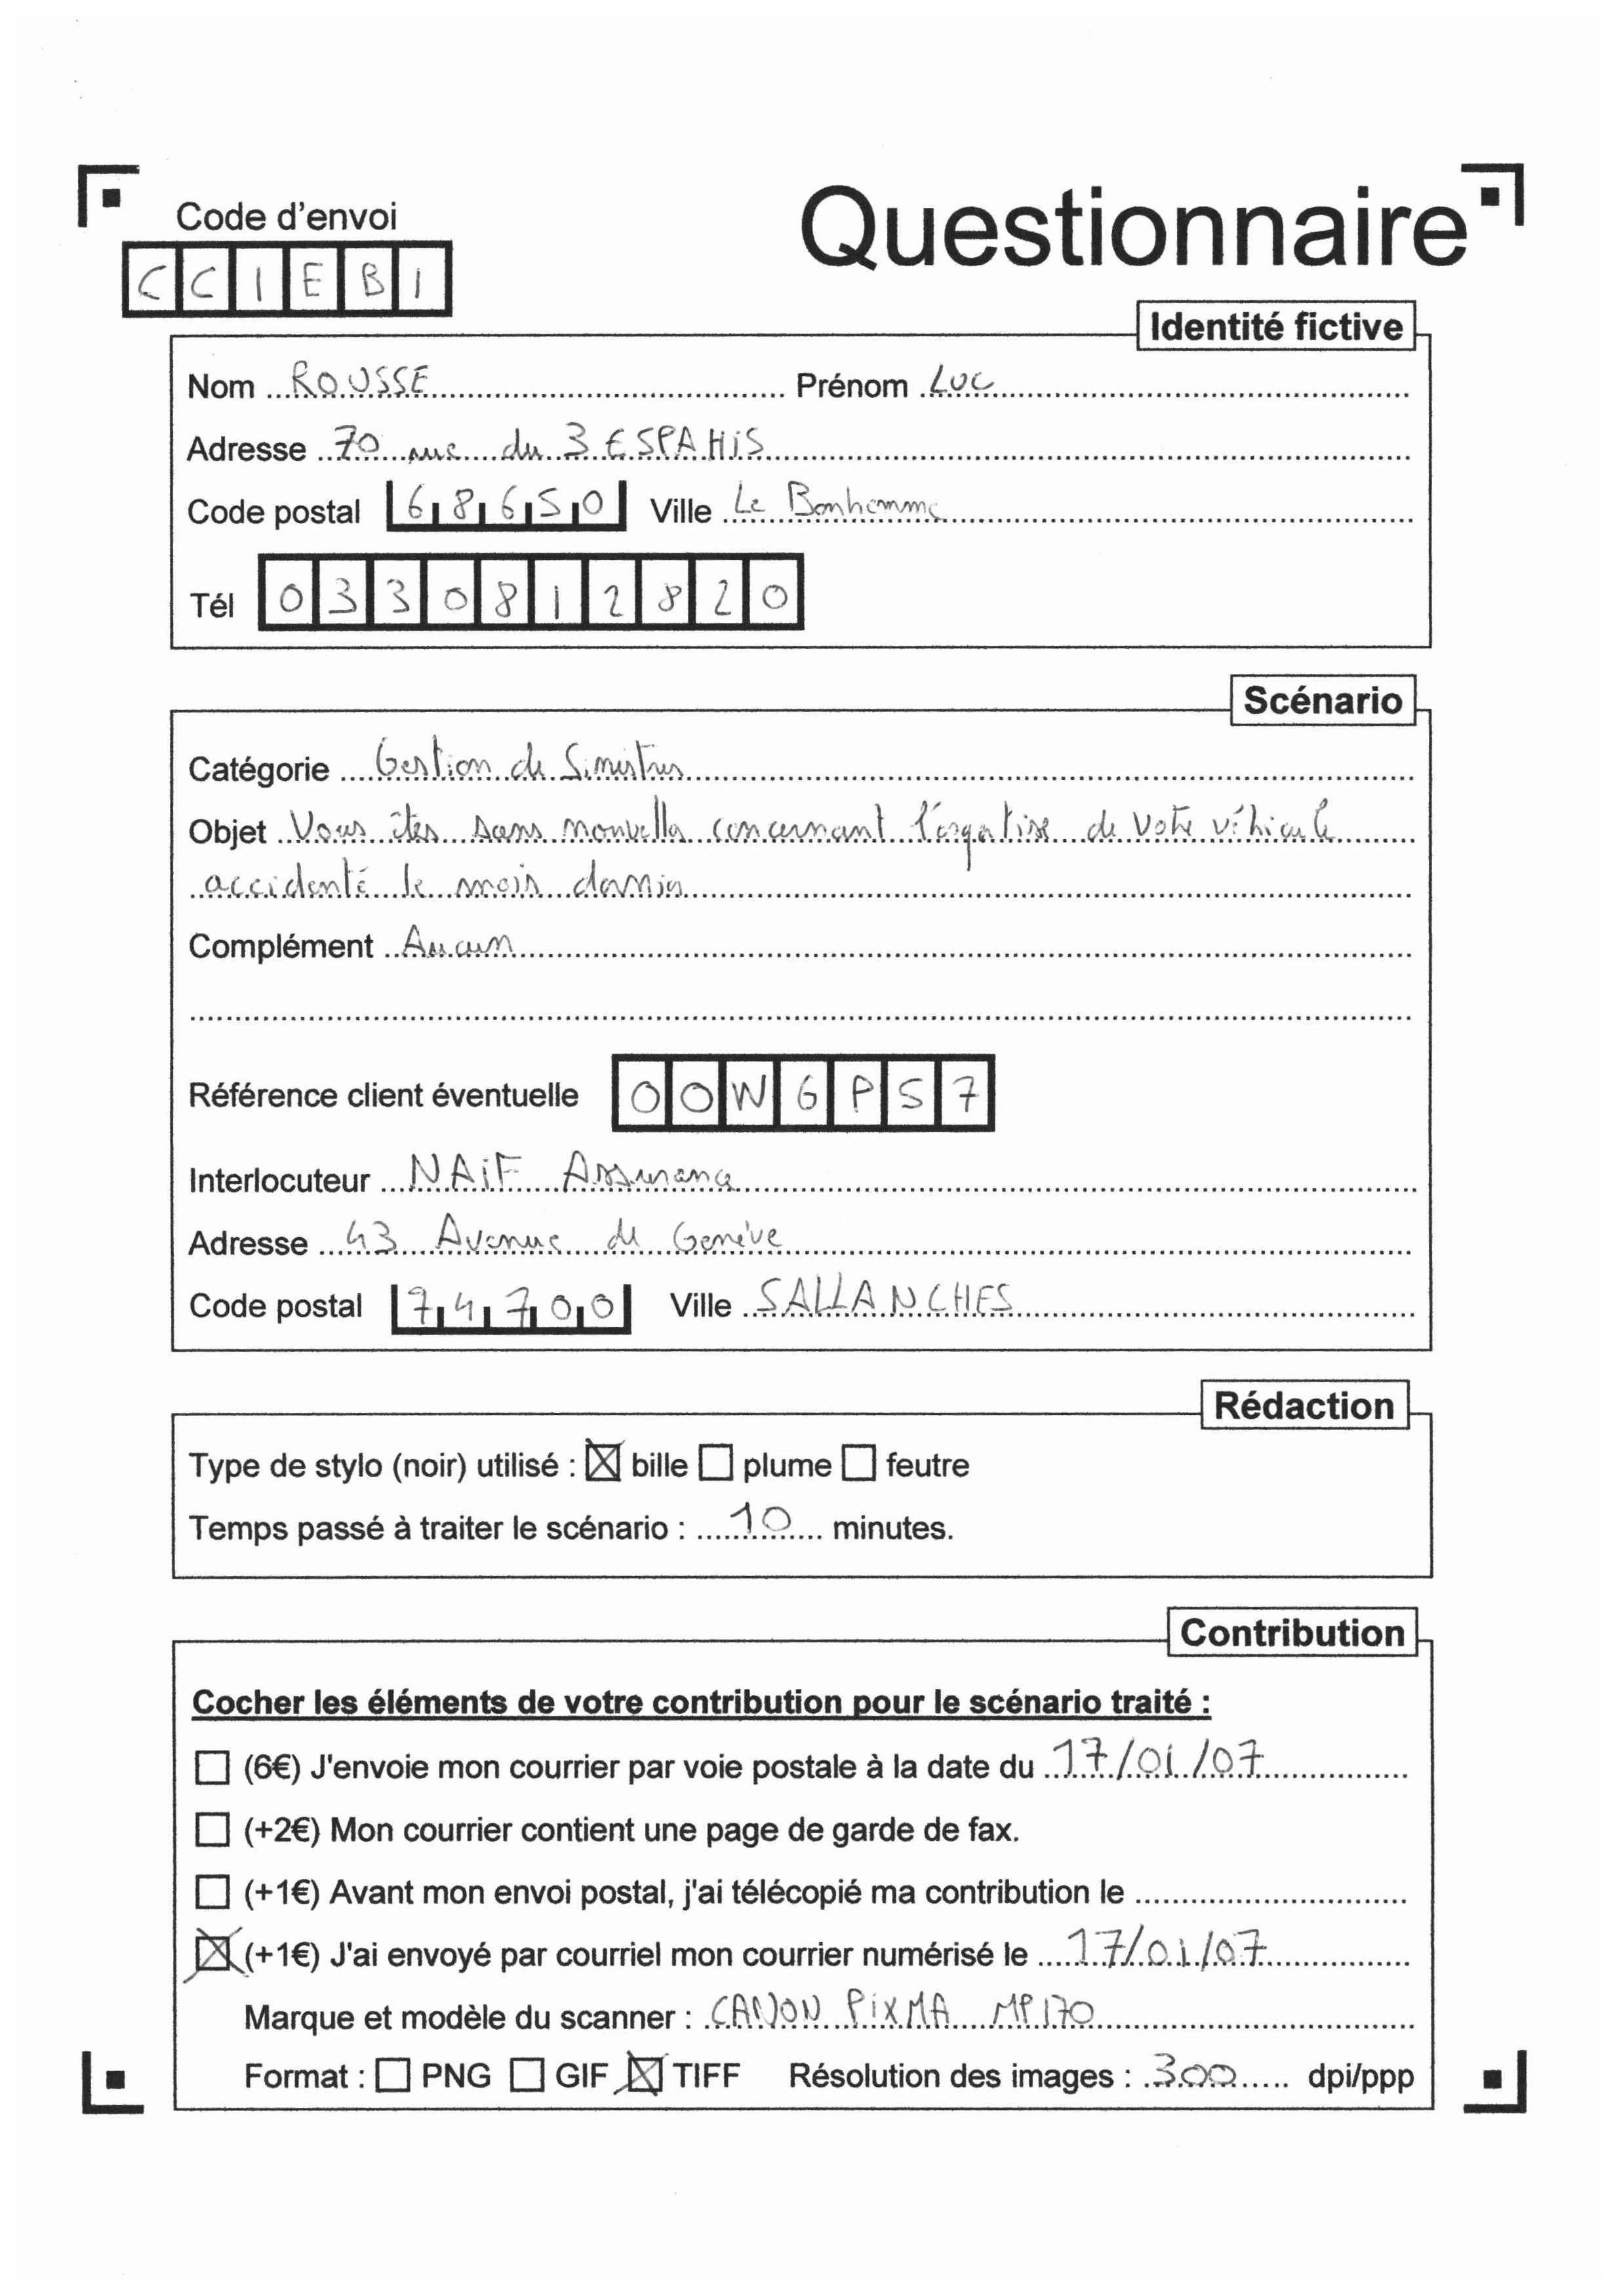 Code d'envoi
Questionnaire
CCIEBI
Identité fictive
Nom ROUSSE Prénom Luc
Adresse 70 rue du 3 E SPAHIS
Code postal 68650 Ville Le Bonhomme
Tél 0330812820
Scénario
Catégorie Gestion de Sinistres
Objet Vous êtes sans nouvelles concernant l'expertise de votre véhicule
accidenté le mois dernier
Complément Aucun
Référence client éventuelle 00W6PS7
Interlocuteur NAiF Assurance
Adresse 43 Avenue de Genève
Code postal 74700 Ville SALLANCHES
Rédaction
Type de stylo (noir) utilisé : bille plume feutre
Temps passé à traiter le scénario : 10 minutes.
Contribution
Cocher les éléments de votre contribution pour le scénario traité :
(6€) J'envoie mon courrier par voie postale à la date du 17/01/07
(+2€) Mon courrier contient une page de garde de fax.
(+1€) Avant mon envoi postal, j'ai télécopié ma contribution le
(+1€) J'ai envoyé par courriel mon courrier numérisé le 17/01/07
Marque et modèle du scanner : CANON PiXMA MP170
Format : PNG GIF TIFF Résolution des images : 300 dpi/ppp